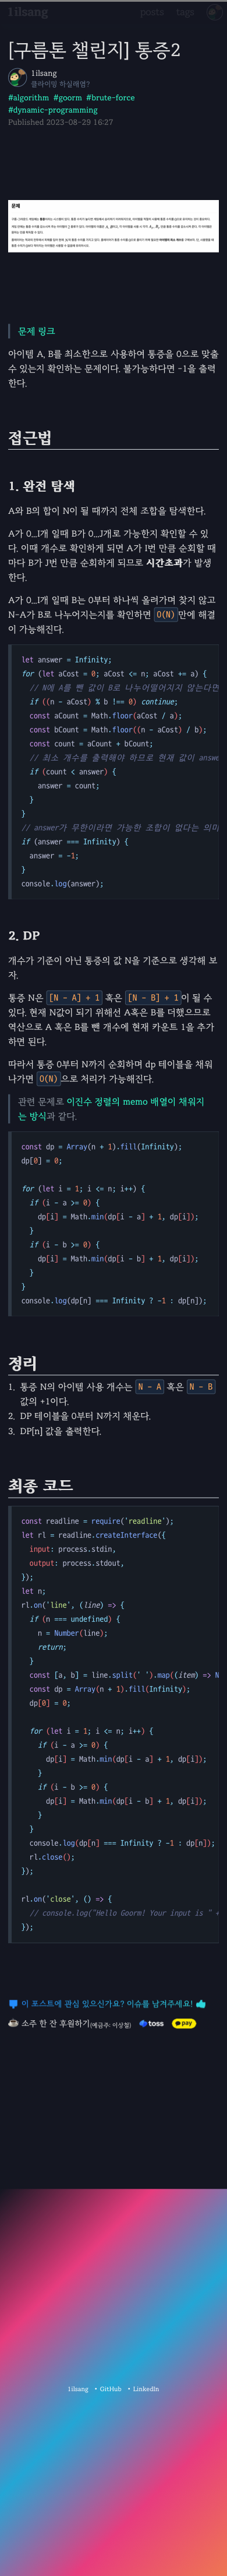 1ilsang
posts tags
[구름톤 챌린지] 통증2
1ilsang
클라이밍 하실래염?
#algorithm #goorm #brute-force
#dynamic-programming
Published 2023-08-29 16:27
문제
문제 링크
아이템 A, B를 최소한으로 사용하여 통증을 0으로 맞출
수 있는지 확인하는 문제이다. 불가능하다면 -1을 출력
한다.
접근법
1. 완전 탐색
A와 B의 합이 N이 될 때까지 전체 조합을 탐색한다.
A가 0...I개 일때 B가 0...J개로 가능한지 확인할 수 있
다. 이때 개수로 확인하게 되면 A가 I번 만큼 순회할 때
마다 B가 J번 만큼 순회하게 되므로 시간초과가 발생
한다.
A가 0...I개 일때 B는 0부터 하나씩 올려가며 찾지 않고
N-A가 B로 나누어지는지를 확인하면 O(N) 만에 해결
이 가능해진다.
let answer = Infinity;
for (let aCount = 0; aCount <= n; aCount += a) {
// N에 A를 뺀 값이 B로 나누어떨어지지 않는다면
if ((n - aCount) % b !== 0) continue;
const aCount = Math.floor(aCount / a);
const bCount = Math.floor((n - aCount) / b);
const count = aCount + bCount;
// 최소 개수를 출력해야 하므로 현재 값이 answe
if (count < answer) {
answer = count;
}
}
// answer가 무한이라면 가능한 조합이 없다는 의미
if (answer === Infinity) {
answer = -1;
}
console.log(answer);
2. DP
개수가 기준이 아닌 통증의 값 N을 기준으로 생각해 보
자.
통증 N은 [N - A] + 1 혹은 [N - B] + 1 이 될 수
있다. 현재 N값이 되기 위해선 A혹은 B를 더했으므로
역산으로 A 혹은 B를 뺀 개수에 현재 카운트 1을 추가
하면 된다.
따라서 통증 0부터 N까지 순회하며 dp 테이블을 채워
나가면 O(N) 으로 처리가 가능해진다.
관련 문제로 이진수 정렬의 memo 배열이 채워지
는 방식과 같다.
const dp = Array(n + 1).fill(Infinity);
dp[0] = 0;
for (let i = 1; i <= n; i++) {
if (i - a >= 0) {
dp[i] = Math.min(dp[i - a] + 1, dp[i]);
}
if (i - b >= 0) {
dp[i] = Math.min(dp[i - b] + 1, dp[i]);
}
}
console.log(dp[n] === Infinity ? -1 : dp[n]);
정리
1. 통증 N의 아이템 사용 개수는 N - A 혹은 N - B
값의 +1이다.
2. DP 테이블을 0부터 N까지 채운다.
3. DP[n] 값을 출력한다.
최종 코드
const readline = require('readline');
let rl = readline.createInterface({
input: process.stdin,
output: process.stdout,
});
let n;
rl.on('line', (line) => {
if (n === undefined) {
n = Number(line);
return;
}
const [a, b] = line.split(' ').map((item) => N
const dp = Array(n + 1).fill(Infinity);
dp[0] = 0;
for (let i = 1; i <= n; i++) {
if (i - a >= 0) {
dp[i] = Math.min(dp[i - a] + 1, dp[i]);
}
if (i - b >= 0) {
dp[i] = Math.min(dp[i - b] + 1, dp[i]);
}
}
console.log(dp[n] === Infinity ? -1 : dp[n]);
rl.close();
});
rl.on('close', () => {
// console.log("Hello Goorm! Your input is " +
});
이 포스트에 관심 있으신가요? 이슈를 남겨주세요!
소주 한 잔 후원하기(예금주: 이상철) toss pay
1ilsang • GitHub • LinkedIn